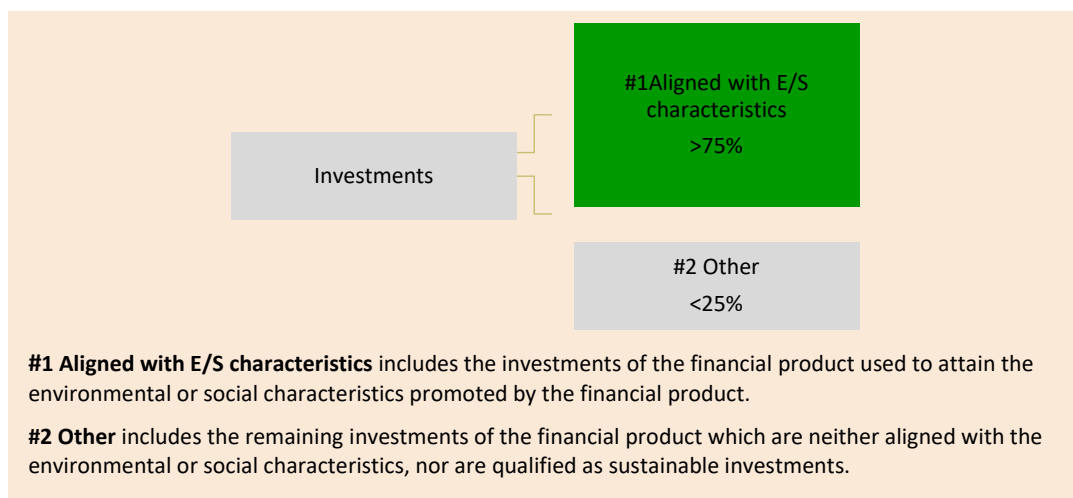 #1Aligned with E/S
characteristics
>75%
Investments
#2 Other
<25%
#1 Aligned with E/S characteristics includes the investments of the financial product used to attain the
environmental or social characteristics promoted by the financial product.
#2 Other includes the remaining investments of the financial product which are neither aligned with the
environmental or social characteristics, nor are qualified as sustainable investments.